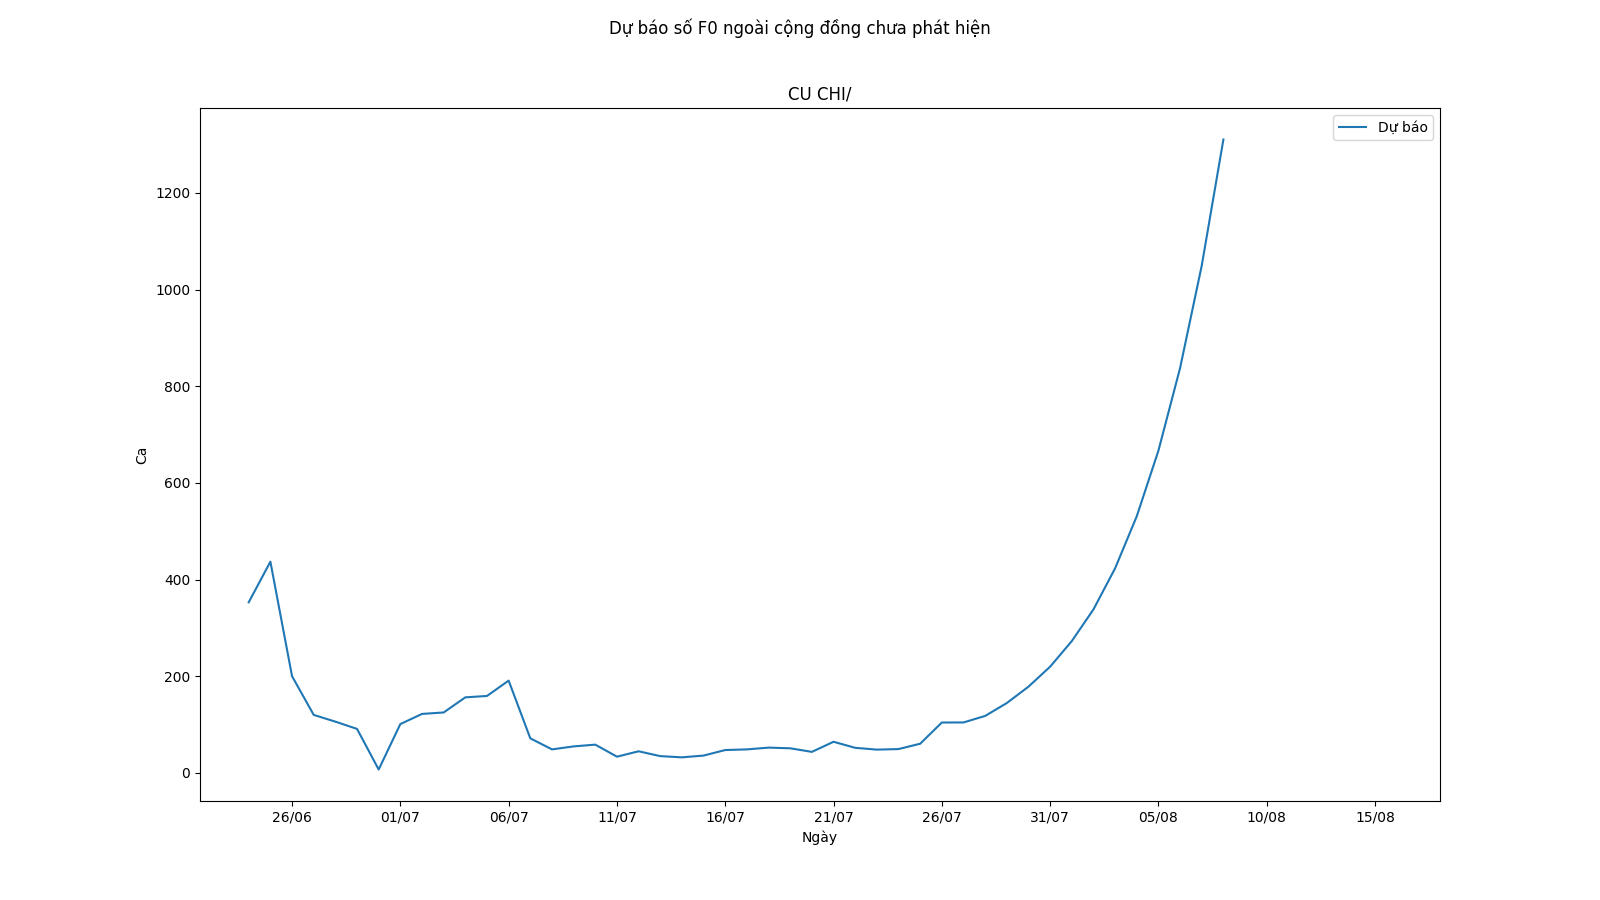 Dự báo số F0 ngoài cộng đồng chưa phát hiện
CU CHI/
Dự báo
1200
1000
800
600
400
200
0
Ca
26/06 01/07 06/07 11/07 16/07 21/07 26/07 31/07 05/08 10/08 15/08
Ngày